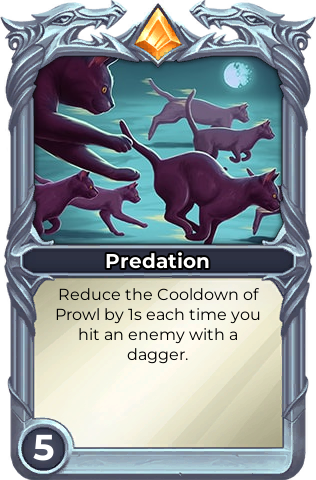 Predation
Reduce the Cooldown of
Prowl by 1s each time you
hit an enemy with a
dagger.
5